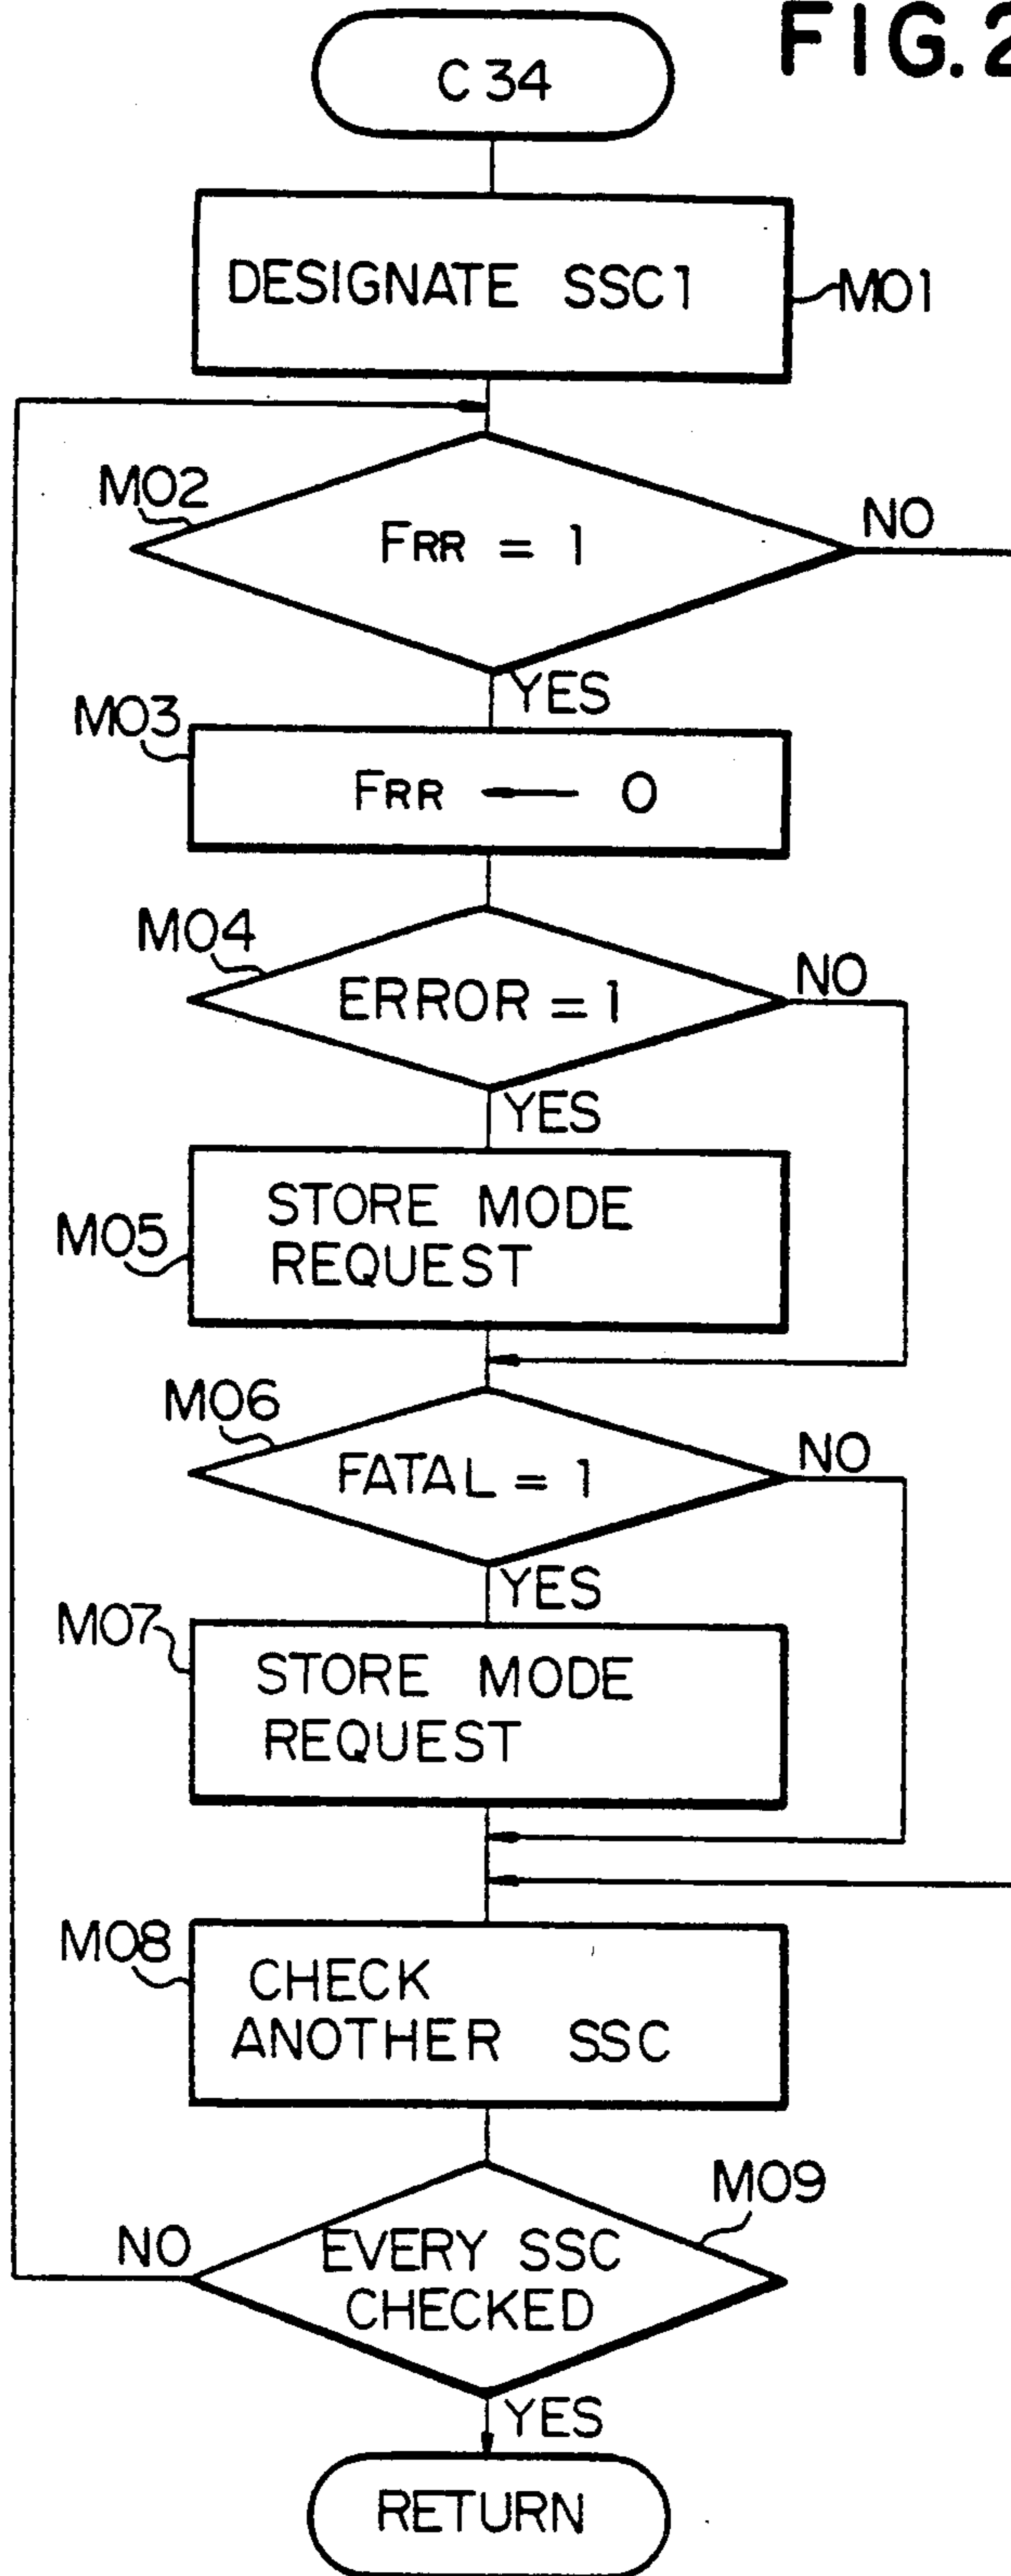 FIG. 2
C34
DESIGNATE SSC1
M01
M02
FRR = 1
NO
YES
M03
FRR ← 0
M04
ERROR = 1
NO
YES
M05
STORE MODE
REQUEST
M06
FATAL = 1
NO
YES
M07
STORE MODE
REQUEST
M08
CHECK
ANOTHER SSC
M09
NO
EVERY SSC
CHECKED
YES
RETURN